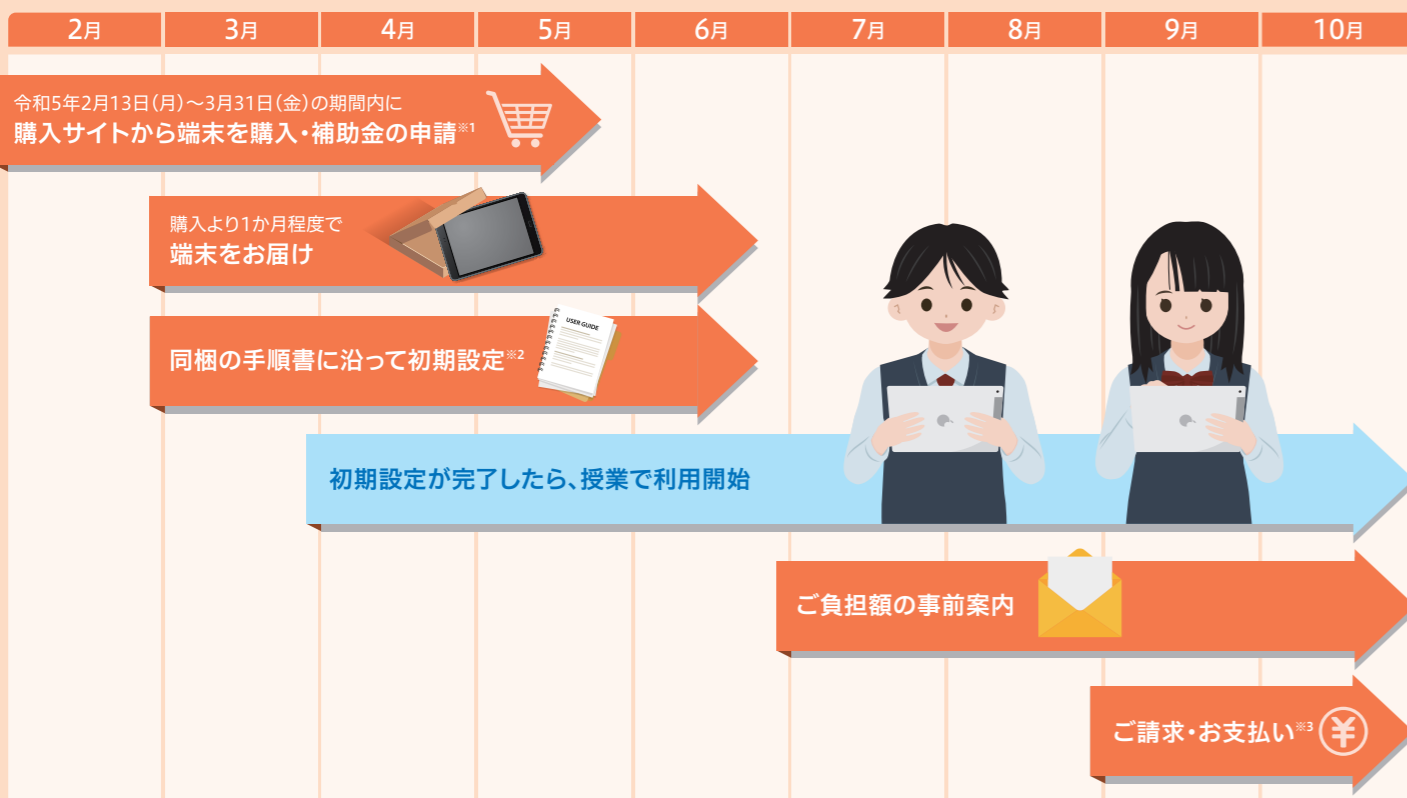 2月 3月 4月 5月 6月 7月 8月 9月 10月
令和5年2月13日(月)～3月31日(金)の期間内に
購入サイトから端末を購入・補助金の申請※1
購入より1か月程度で
端末をお届け
同梱の手順書に沿って初期設定※2
USER GUIDE
初期設定が完了したら、授業で利用開始
ご負担額の事前案内
ご請求・お支払い※3
¥